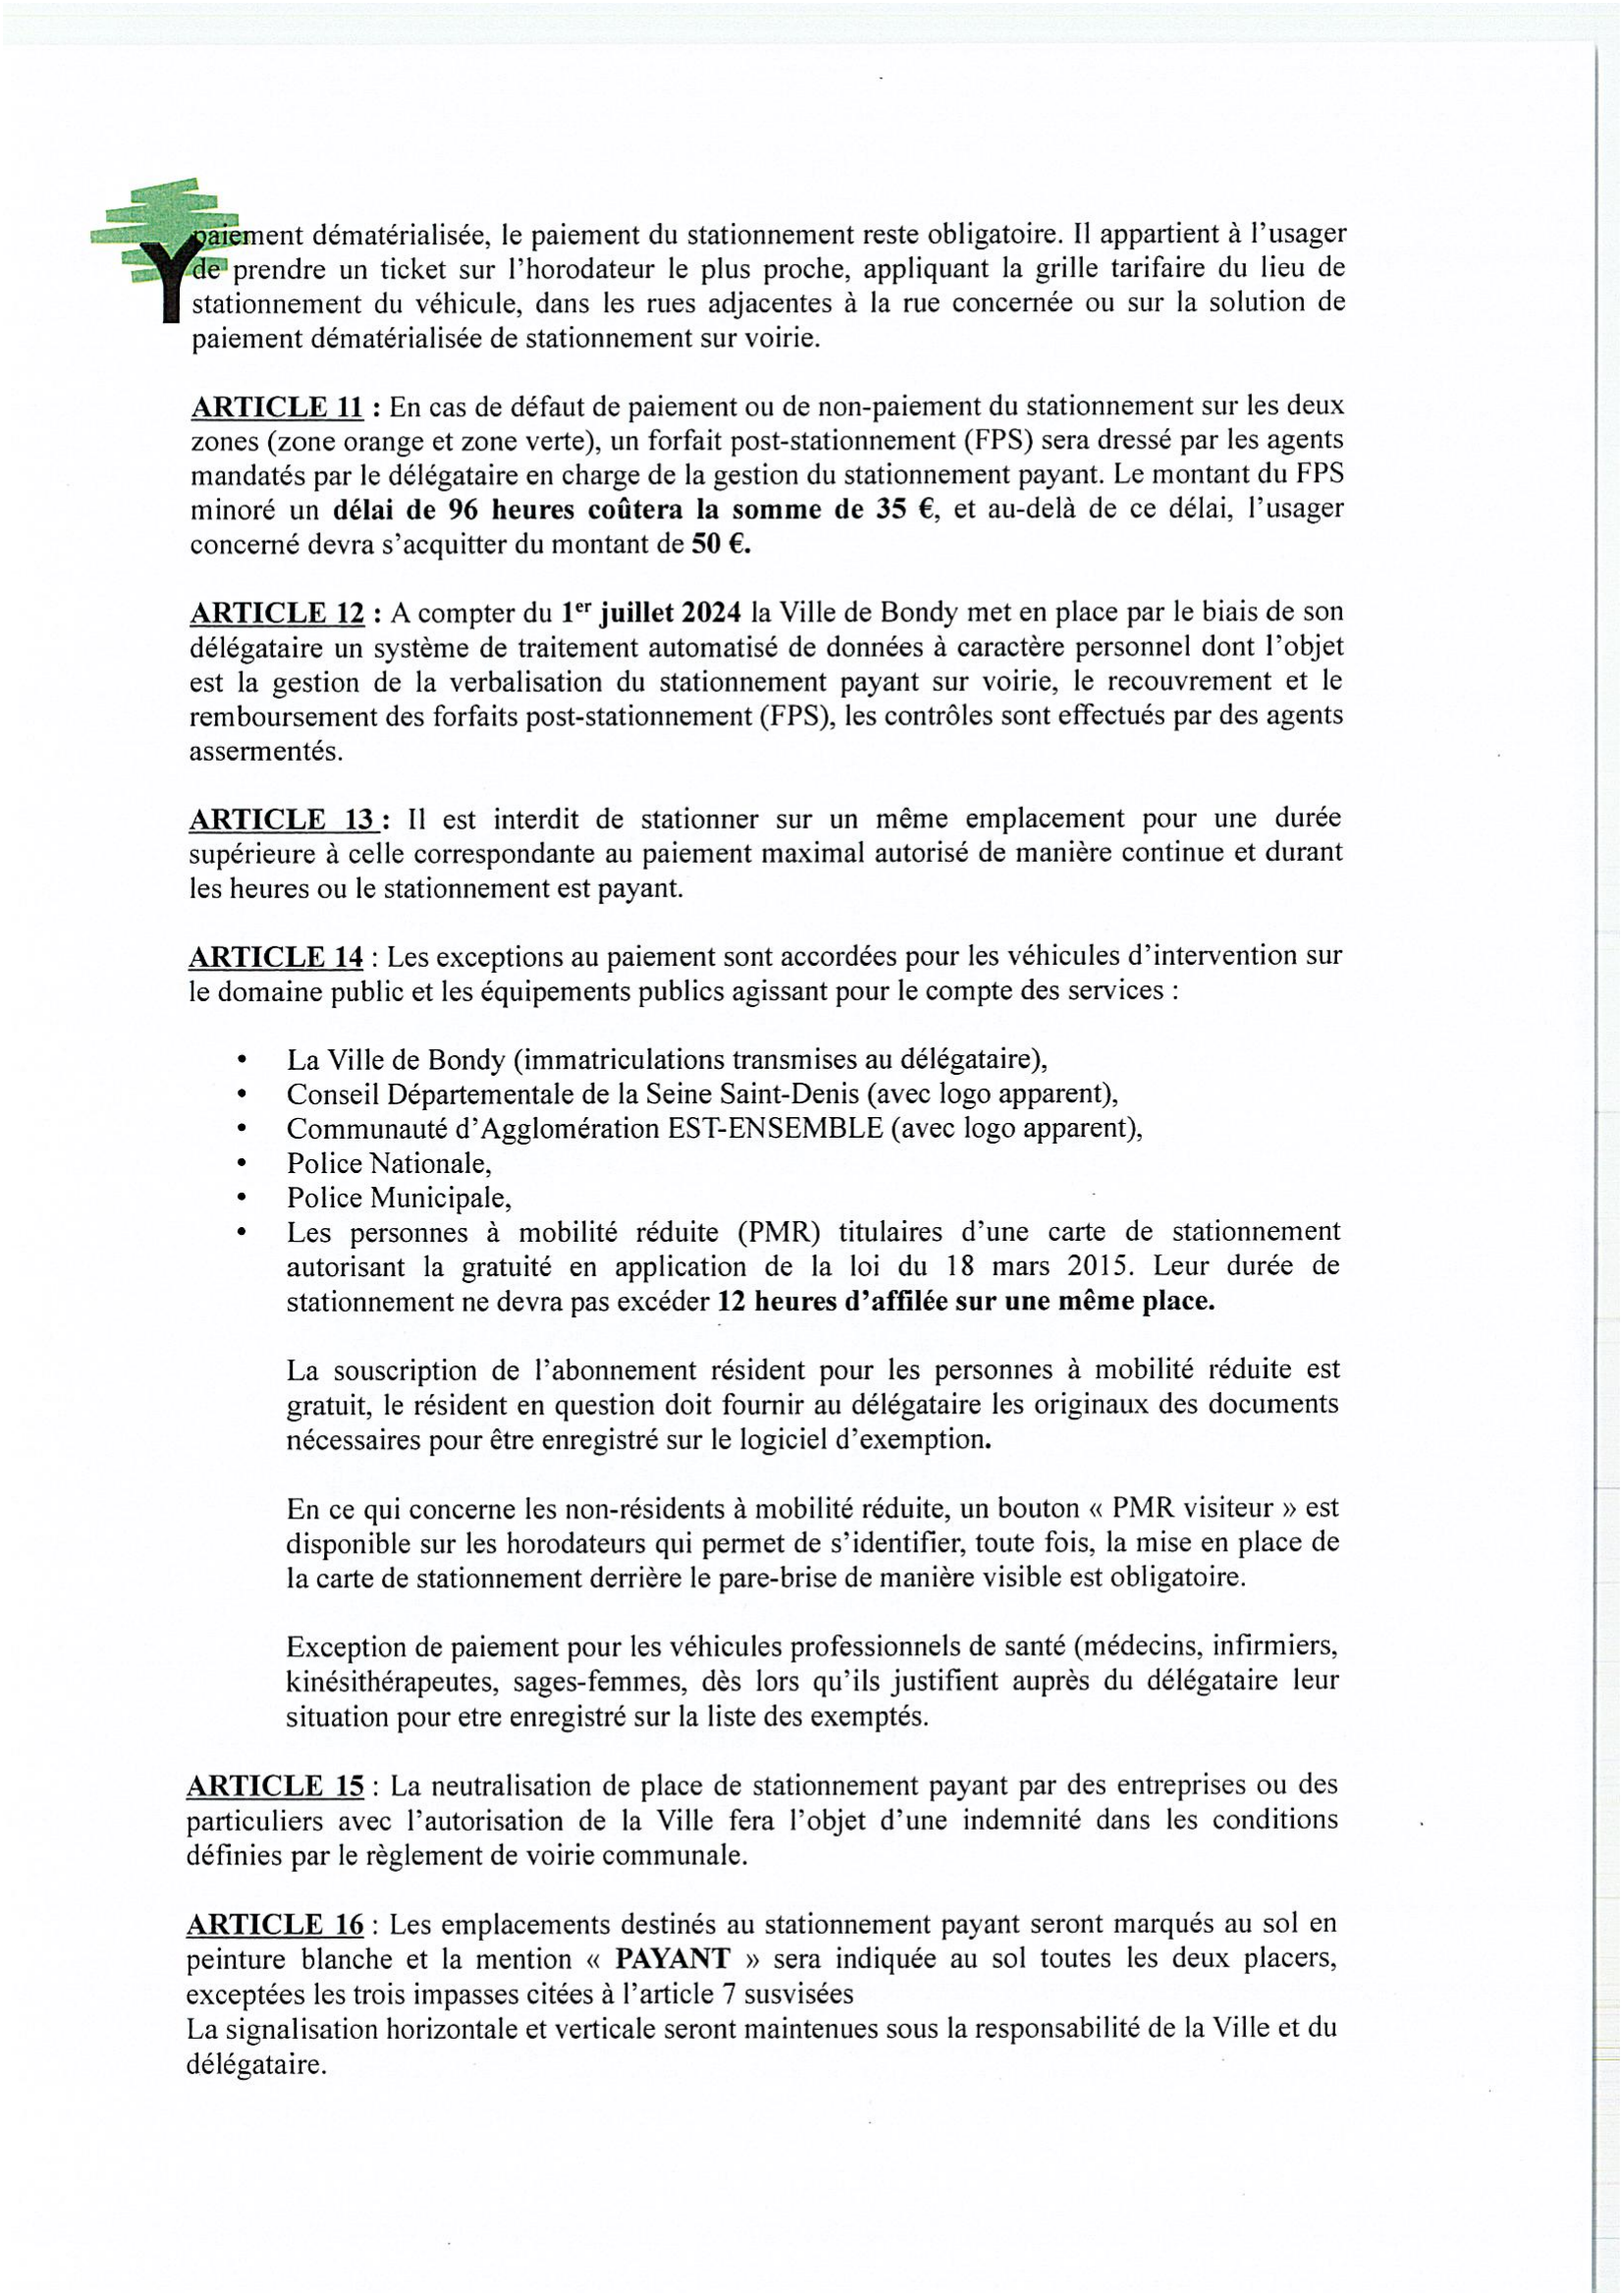 paiement dématérialisée, le paiement du stationnement reste obligatoire. Il appartient à l'usager
de prendre un ticket sur l'horodateur le plus proche, appliquant la grille tarifaire du lieu de
stationnement du véhicule, dans les rues adjacentes à la rue concernée ou sur la solution de
paiement dématérialisée de stationnement sur voirie.
ARTICLE 11 : En cas de défaut de paiement ou de non-paiement du stationnement sur les deux
zones (zone orange et zone verte), un forfait post-stationnement (FPS) sera dressé par les agents
mandatés par le délégataire en charge de la gestion du stationnement payant. Le montant du FPS
minoré un délai de 96 heures coûtera la somme de 35 €, et au-delà de ce délai, l'usager
concerné devra s'acquitter du montant de 50 €.
ARTICLE 12 : A compter du 1er juillet 2024 la Ville de Bondy met en place par le biais de son
délégataire un système de traitement automatisé de données à caractère personnel dont l'objet
est la gestion de la verbalisation du stationnement payant sur voirie, le recouvrement et le
remboursement des forfaits post-stationnement (FPS), les contrôles sont effectués par des agents
assermentés.
ARTICLE 13 : Il est interdit de stationner sur un même emplacement pour une durée
supérieure à celle correspondante au paiement maximal autorisé de manière continue et durant
les heures ou le stationnement est payant.
ARTICLE 14 : Les exceptions au paiement sont accordées pour les véhicules d'intervention sur
le domaine public et les équipements publics agissant pour le compte des services :
• La Ville de Bondy (immatriculations transmises au délégataire),
• Conseil Départementale de la Seine Saint-Denis (avec logo apparent),
• Communauté d'Agglomération EST-ENSEMBLE (avec logo apparent),
• Police Nationale,
• Police Municipale,
• Les personnes à mobilité réduite (PMR) titulaires d'une carte de stationnement
autorisant la gratuité en application de la loi du 18 mars 2015. Leur durée de
stationnement ne devra pas excéder 12 heures d'affilée sur une même place.
La souscription de l'abonnement résident pour les personnes à mobilité réduite est
gratuit, le résident en question doit fournir au délégataire les originaux des documents
nécessaires pour être enregistré sur le logiciel d'exemption.
En ce qui concerne les non-résidents à mobilité réduite, un bouton « PMR visiteur » est
disponible sur les horodateurs qui permet de s'identifier, toute fois, la mise en place de
la carte de stationnement derrière le pare-brise de manière visible est obligatoire.
Exception de paiement pour les véhicules professionnels de santé (médecins, infirmiers,
kinésithérapeutes, sages-femmes, dès lors qu'ils justifient auprès du délégataire leur
situation pour etre enregistré sur la liste des exemptés.
ARTICLE 15 : La neutralisation de place de stationnement payant par des entreprises ou des
particuliers avec l'autorisation de la Ville fera l'objet d'une indemnité dans les conditions
définies par le règlement de voirie communale.
ARTICLE 16 : Les emplacements destinés au stationnement payant seront marqués au sol en
peinture blanche et la mention « PAYANT » sera indiquée au sol toutes les deux placers,
exceptées les trois impasses citées à l'article 7 susvisées
La signalisation horizontale et verticale seront maintenues sous la responsabilité de la Ville et du
délégataire.